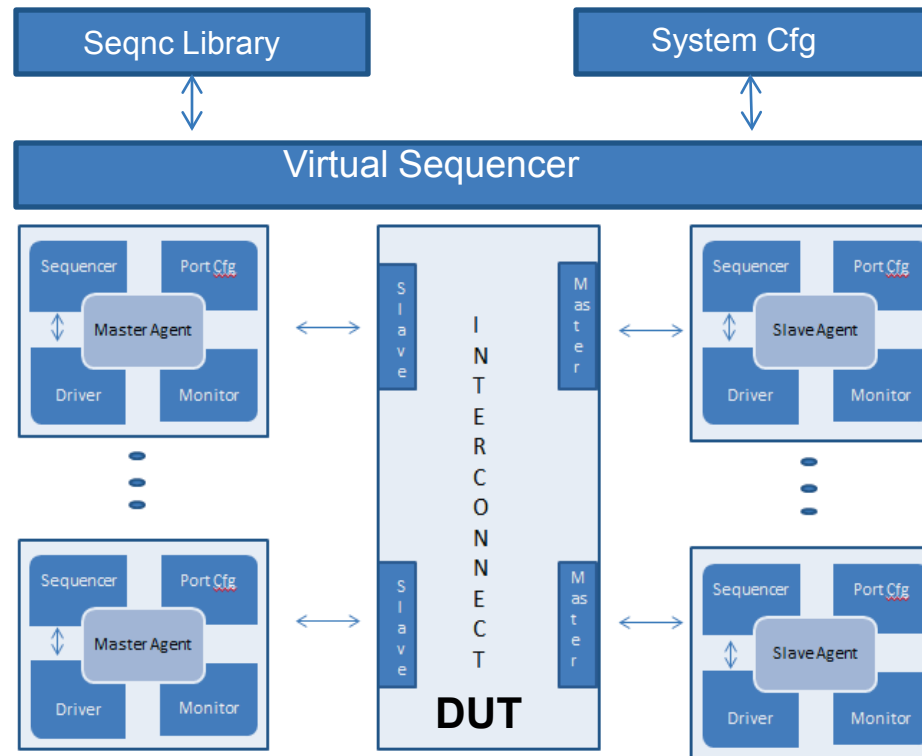 Seqnc Library
System Cfg
Virtual Sequencer
Sequencer
Port Cfg
Master Agent
Driver
Monitor
Slave
INTERCONNECT
Master
Sequencer
Port Cfg
Slave Agent
Driver
Monitor
Sequencer
Port Cfg
Master Agent
Driver
Monitor
Slave
Master
DUT
Sequencer
Port Cfg
Slave Agent
Driver
Monitor